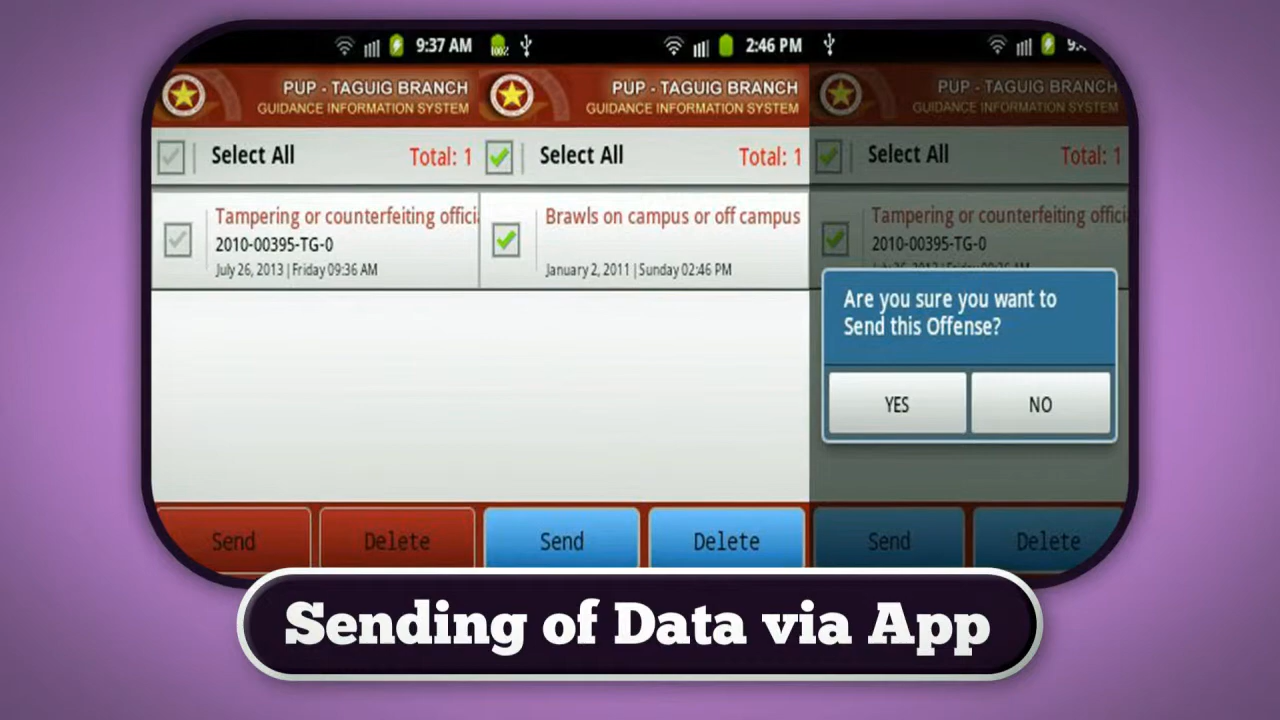 9:37 AM
PUP - TAGUIG BRANCH
GUIDANCE INFORMATION SYSTEM
Select All
Total: 1
Tampering or counterfeiting offici
2010-00395-TG-0
July 26, 2013 | Friday 09:36 AM
Send
Delete
100%
2:46 PM
PUP - TAGUIG BRANCH
GUIDANCE INFORMATION SYSTEM
Select All
Total: 1
Brawls on campus or off campus
January 2, 2011 | Sunday 02:46 PM
Send
Delete
PUP - TAGUIG BRANCH
GUIDANCE INFORMATION SYSTEM
Select All
Total: 1
Tampering or counterfeiting offici
2010-00395-TG-0
Are you sure you want to
Send this Offense?
YES
NO
Send
Delete
Sending of Data via App